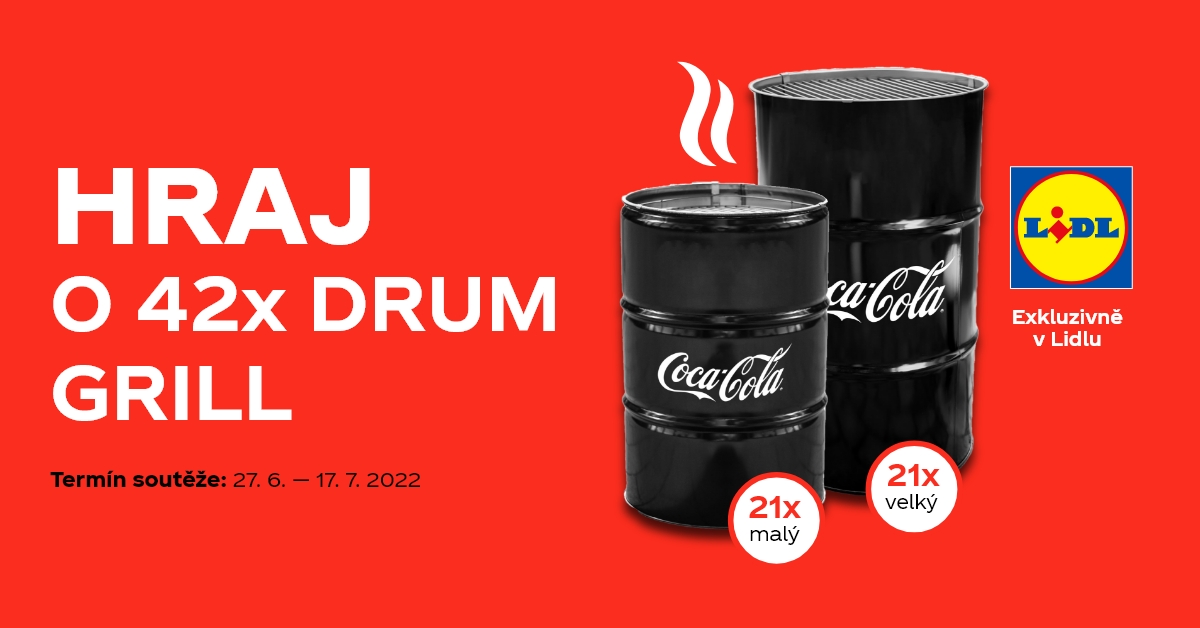 HRAJ
O 42x DRUM
GRILL
Termín soutěže: 27. 6. — 17. 7. 2022
Coca-Cola
ca-Cola
21x
malý
21x
velký
LIDL
Exkluzivně
v Lidlu